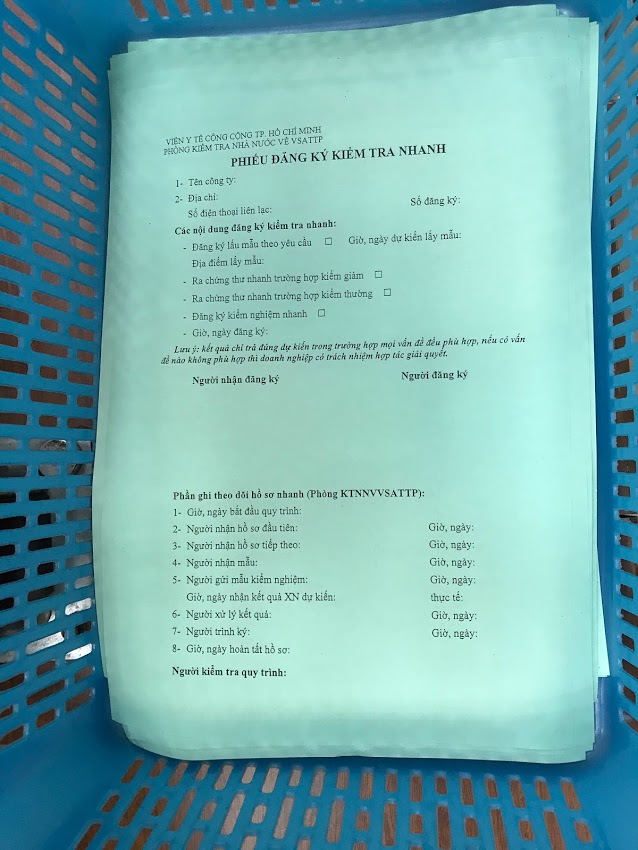 VIỆN Y TẾ CÔNG CỘNG TP. HỒ CHÍ MINH
PHÒNG KIỂM TRA NHÀ NƯỚC VỀ VSATTP
PHIẾU ĐĂNG KÝ KIỂM TRA NHANH
1- Tên công ty:
2- Địa chỉ:
Số điện thoại liên lạc: Số đăng ký:
Các nội dung đăng ký kiểm tra nhanh:
- Đăng ký lấu mẫu theo yêu cầu ☐ Giờ, ngày dự kiến lấy mẫu:
Địa điểm lấy mẫu:
- Ra chứng thư nhanh trường hợp kiểm giảm ☐
- Ra chứng thư nhanh trường hợp kiểm thường ☐
- Đăng ký kiểm nghiệm nhanh ☐
- Giờ, ngày đăng ký:
Lưu ý: kết quả chỉ trả đúng dự kiến trong trường hợp mọi vấn đề đều phù hợp, nếu có vấn
đề nào không phù hợp thì doanh nghiệp có trách nhiệm hợp tác giải quyết.
Người nhận đăng ký Người đăng ký
Phần ghi theo dõi hồ sơ nhanh (Phòng KTNNVVSATTP):
1- Giờ, ngày bắt đầu quy trình:
2- Người nhận hồ sơ đầu tiên: Giờ, ngày:
3- Người nhận hồ sơ tiếp theo: Giờ, ngày:
4- Người nhận mẫu: Giờ, ngày:
5- Người gửi mẫu kiểm nghiệm: Giờ, ngày:
Giờ, ngày nhận kết quả XN dự kiến: thực tế:
6- Người xử lý kết quả: Giờ, ngày:
7- Người trình ký: Giờ, ngày:
8- Giờ, ngày hoàn tất hồ sơ:
Người kiểm tra quy trình: